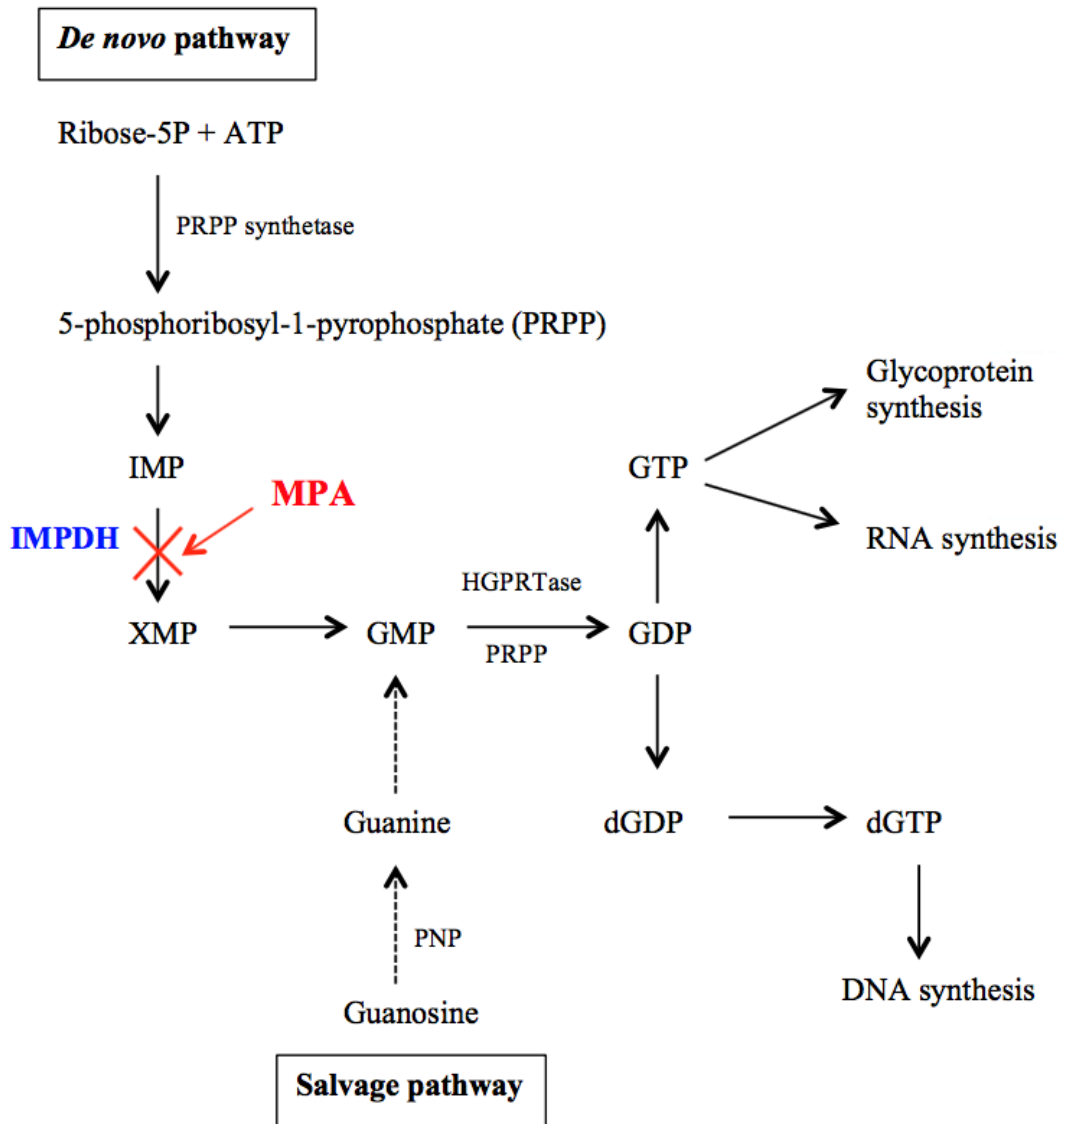 De novo pathway
Ribose-5P + ATP
PRPP synthetase
5-phosphoribosyl-1-pyrophosphate (PRPP)
Glycoprotein
synthesis
IMP
MPA
GTP
IMPDH
RNA synthesis
HGPRTase
XMP
GMP
GDP
PRPP
Guanine
dGDP
dGTP
PNP
DNA synthesis
Guanosine
Salvage pathway